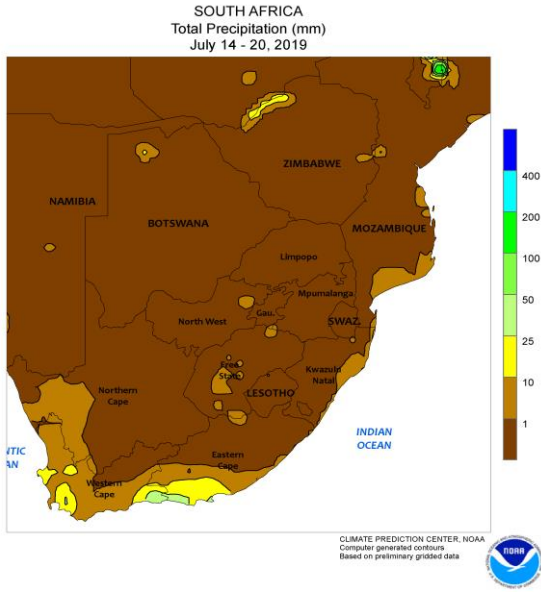 SOUTH AFRICA
Total Precipitation (mm)
July 14 - 20, 2019
ZIMBABWE
NAMIBIA
BOTSWANA
MOZAMBIQUE
Limpopo
Mpumalanga
North West
Gau.
SWAZ.
Free
State
Kwazulu
Natal
Northern
Cape
LESOTHO
Eastern
Cape
Western
Cape
NTIC
AN
INDIAN
OCEAN
400
200
100
50
25
10
1
CLIMATE PREDICTION CENTER, NOAA
Computer generated contours
Based on preliminary gridded data
NOAA